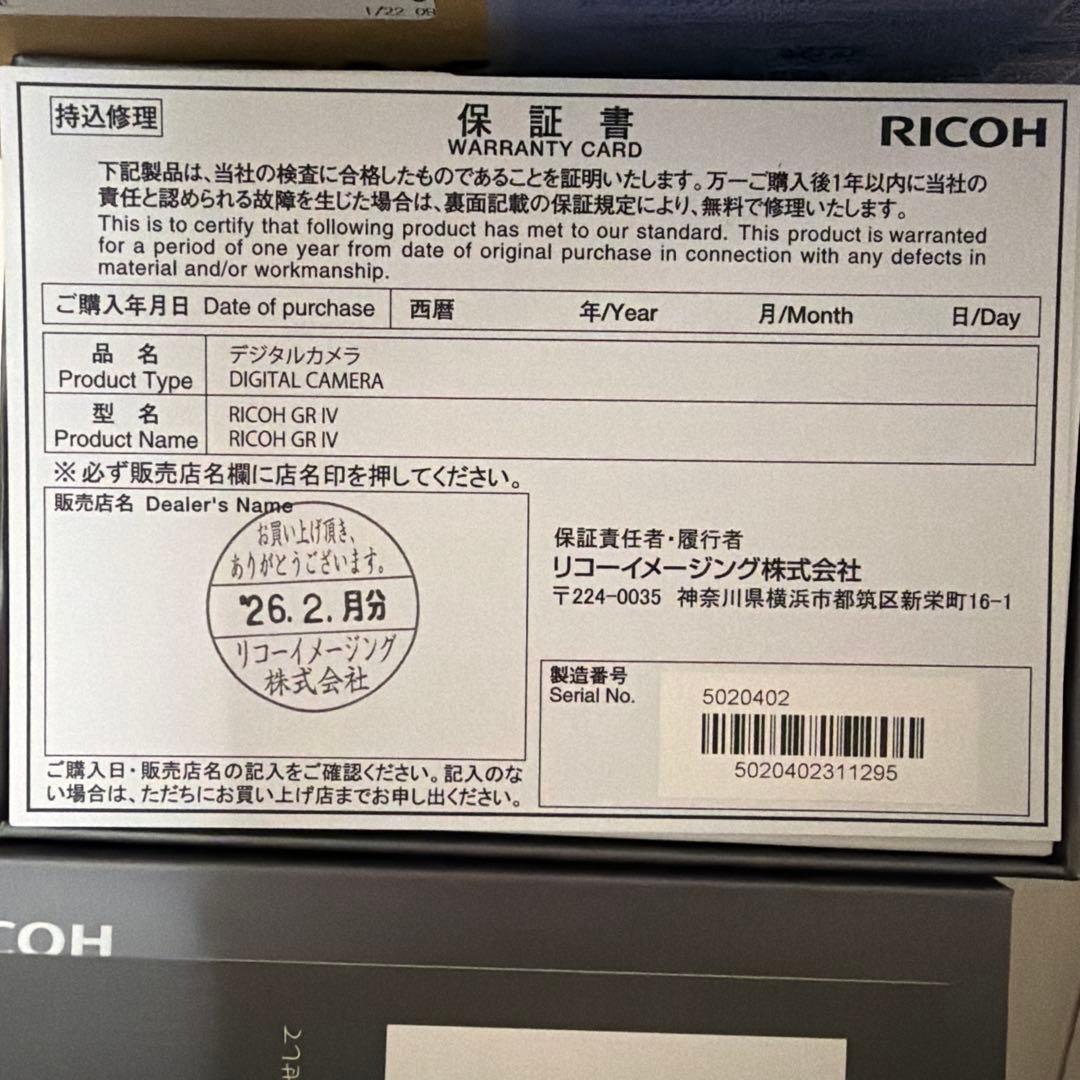 1/22 08
持込修理
保証書
WARRANTY CARD
RICOH
下記製品は、当社の検査に合格したものであることを証明いたします。万一ご購入後1年以内に当社の
責任と認められる故障を生じた場合は、裏面記載の保証規定により、無料で修理いたします。
This is to certify that following product has met to our standard. This product is warranted
for a period of one year from date of original purchase in connection with any defects in
material and/or workmanship.
ご購入年月日 Date of purchase 西暦 年/Year 月/Month 日/Day
品名 デジタルカメラ
Product Type DIGITAL CAMERA
型名 RICOH GR IV
Product Name RICOH GR IV
※必ず販売店名欄に店名印を押してください。
販売店名 Dealer's Name
お買い上げ頂き、
ありがとうございます。
'26.2.月分
リコーイメージング
株式会社
保証責任者・履行者
リコーイメージング株式会社
〒224-0035 神奈川県横浜市都筑区新栄町16-1
製造番号
Serial No.
5020402
5020402311295
ご購入日・販売店名の記入をご確認ください。記入のな
い場合は、ただちにお買い上げ店までお申し出ください。
COH